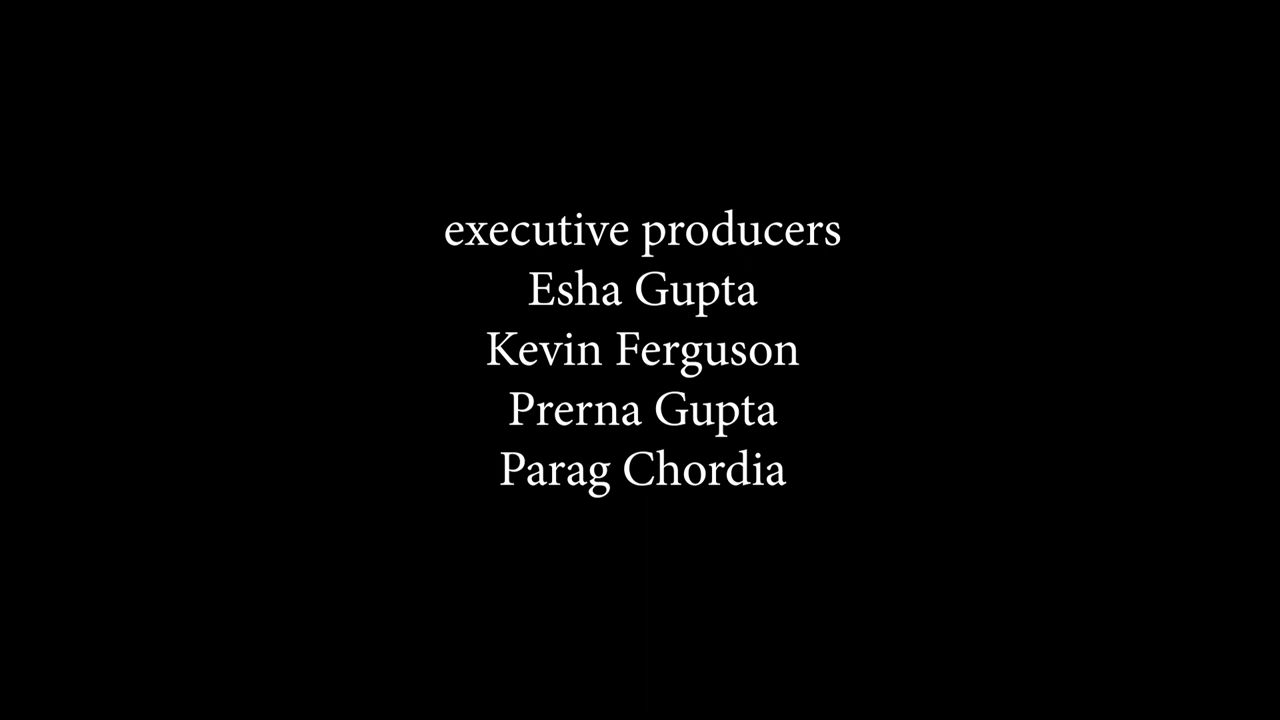 executive producers
Esha Gupta
Kevin Ferguson
Prerna Gupta
Parag Chordia